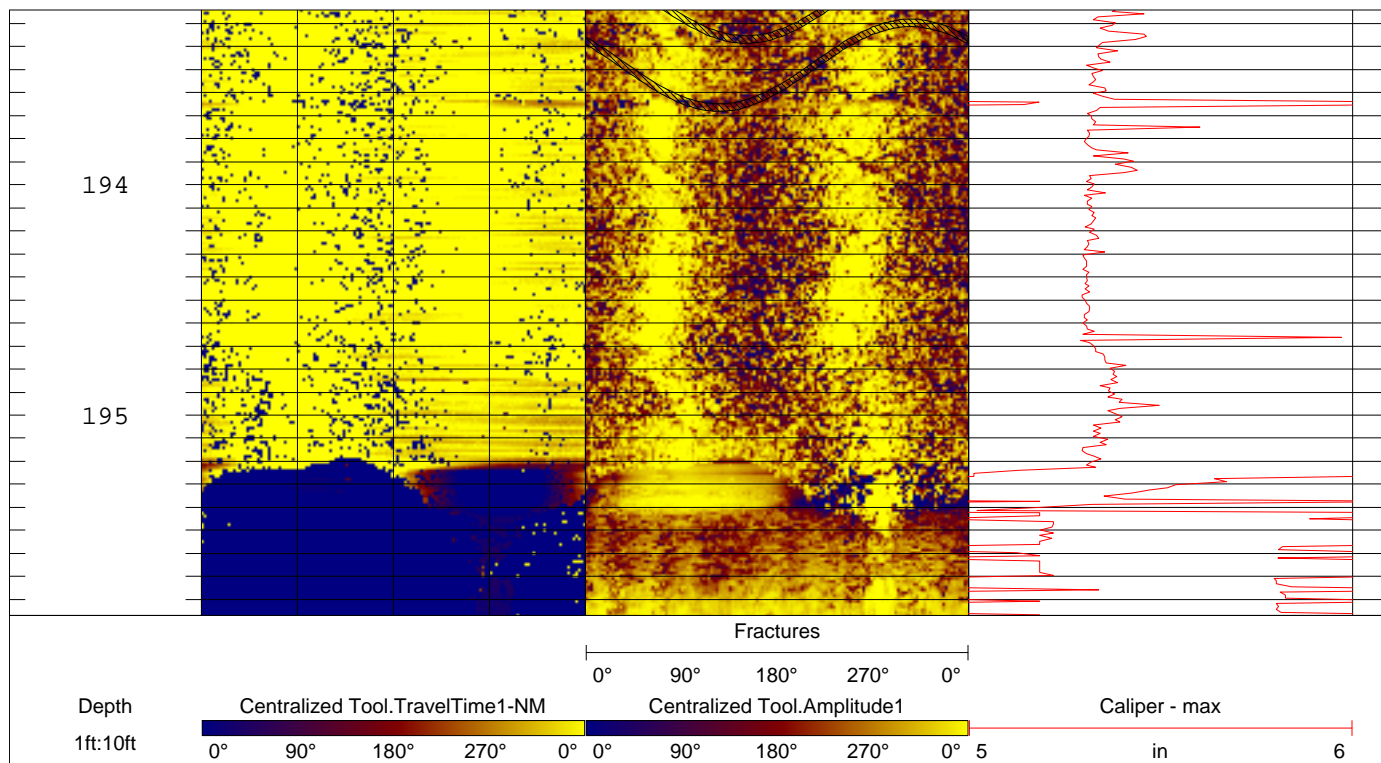 194
195
Fractures
0° 90° 180° 270° 0°
Depth Centralized Tool.TravelTime1-NM Centralized Tool.Amplitude1 Caliper - max
1ft:10ft 0° 90° 180° 270° 0° 0° 90° 180° 270° 0° 5 in 6